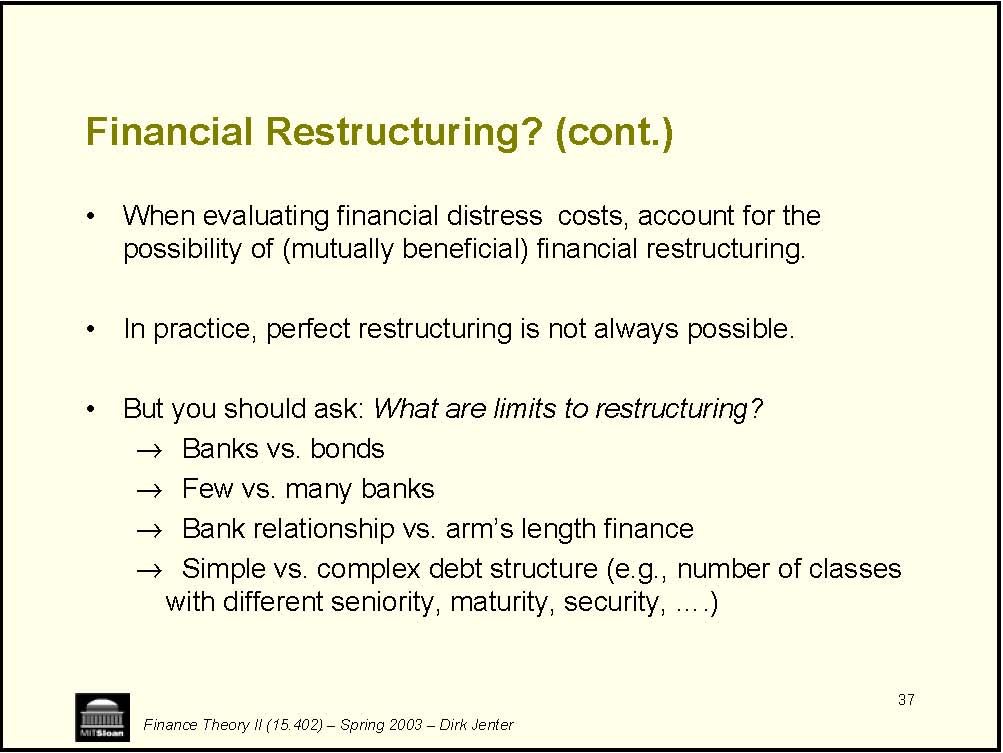 Financial Restructuring? (cont.)
• When evaluating financial distress  costs, account for the
possibility of (mutually beneficial) financial restructuring.
• In practice, perfect restructuring is not always possible.
• But you should ask: What are limits to restructuring?
→ Banks vs. bonds
→ Few vs. many banks
→ Bank relationship vs. arm’s length finance
→ Simple vs. complex debt structure (e.g., number of classes
with different seniority, maturity, security, ….)
37
MITSloan
Finance Theory II (15.402) – Spring 2003 – Dirk Jenter